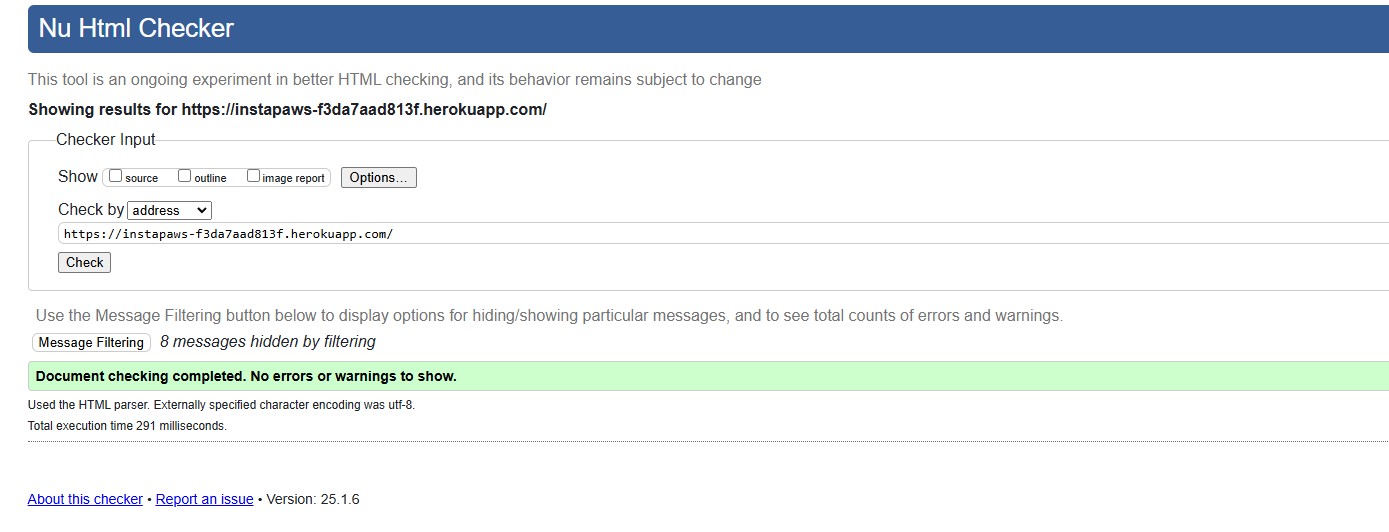 Nu Html Checker
This tool is an ongoing experiment in better HTML checking, and its behavior remains subject to change
Showing results for https://instapaws-f3da7aad813f.herokuapp.com/
Checker Input
Show source outline image report Options...
Check by address
https://instapaws-f3da7aad813f.herokuapp.com/
Check
Use the Message Filtering button below to display options for hiding/showing particular messages, and to see total counts of errors and warnings.
Message Filtering 8 messages hidden by filtering
Document checking completed. No errors or warnings to show.
Used the HTML parser. Externally specified character encoding was utf-8.
Total execution time 291 milliseconds.
About this checker • Report an issue • Version: 25.1.6